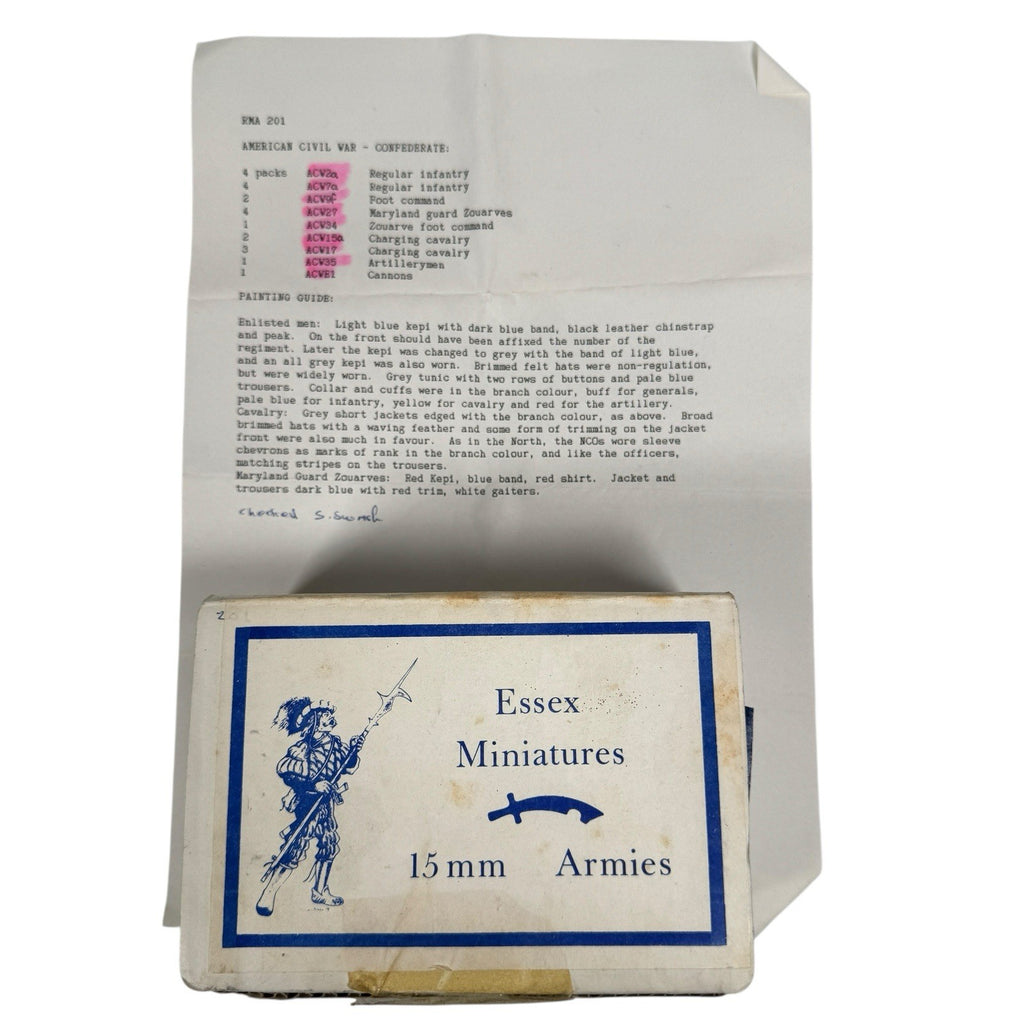 RMA 201
AMERICAN CIVIL WAR - CONFEDERATE:
4 packs ACW2a Regular infantry
4 ACW7a Regular infantry
2 ACW9f Foot command
4 ACW27 Maryland guard Zouarves
1 ACW34 Zouarve foot command
2 ACW15a Charging cavalry
3 ACW17 Charging cavalry
1 ACW35 Artillerymen
1 ACWE1 Cannons
PAINTING GUIDE:
Enlisted men: Light blue kepi with dark blue band, black leather chinstrap
and peak. On the front should have been affixed the number of the
regiment. Later the kepi was changed to grey with the band of light blue,
and an all grey kepi was also worn. Brimmed felt hats were non-regulation,
but were widely worn. Grey tunic with two rows of buttons and pale blue
trousers. Collar and cuffs were in the branch colour, buff for generals,
pale blue for infantry, yellow for cavalry and red for the artillery.
Cavalry: Grey short jackets edged with the branch colour, as above. Broad
brimmed hats with a waving feather and some form of trimming on the jacket
front were also much in favour. As in the North, the NCOs wore sleeve
chevrons as marks of rank in the branch colour, and like the officers,
matching stripes on the trousers.
Maryland Guard Zouarves: Red Kepi, blue band, red shirt. Jacket and
trousers dark blue with red trim, white gaiters.
checked S.
201
Essex
Miniatures
15mm Armies